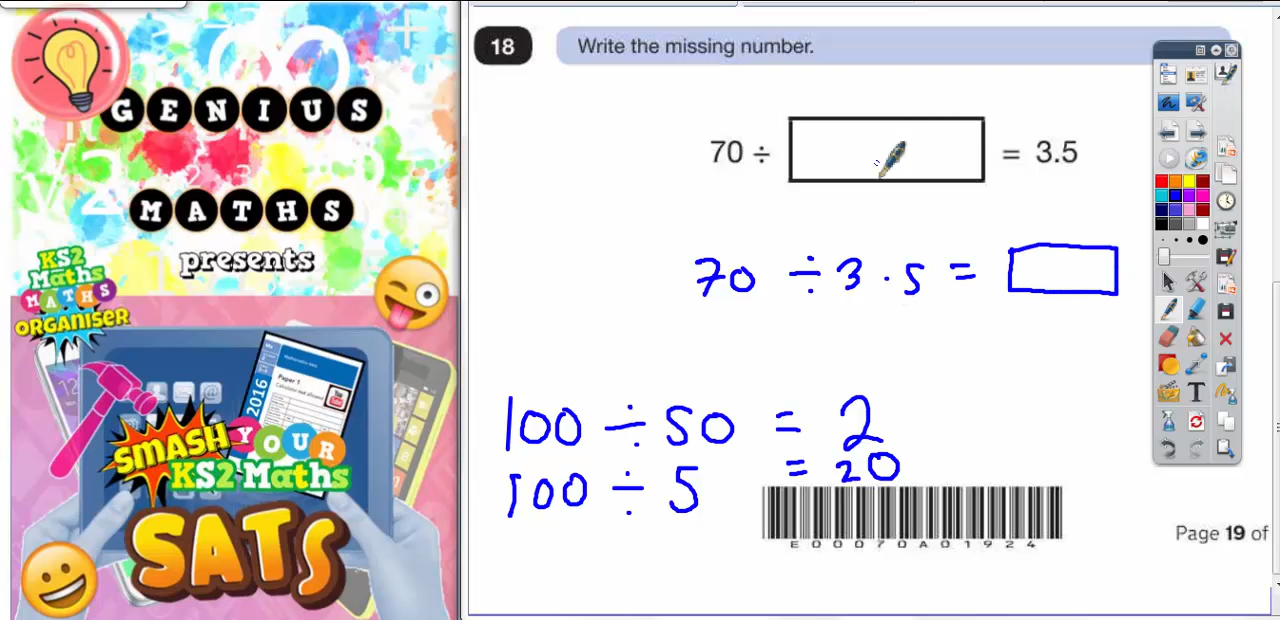 GENIUS
MATHS
presents
KS2
Maths
MATHS
ORGANISER
2016
Paper 1
SMASH YOUR
KS2 Maths
SATS
18 Write the missing number.
70 ÷ = 3.5
70 ÷ 3.5 =
100 ÷ 50 = 2
100 ÷ 5 = 20
E00070A01924
Page 19 of